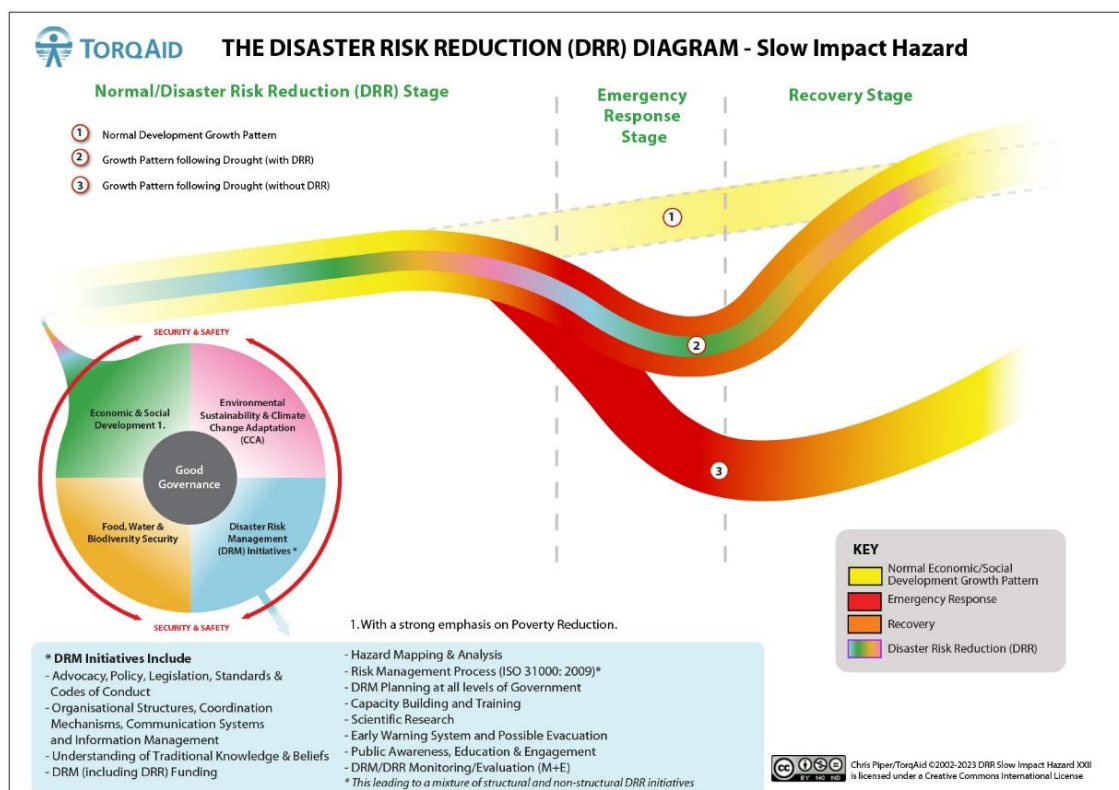 TORQAID
THE DISASTER RISK REDUCTION (DRR) DIAGRAM - Slow Impact Hazard
Normal/Disaster Risk Reduction (DRR) Stage
Emergency
Response
Stage
Recovery Stage
1 Normal Development Growth Pattern
2 Growth Pattern following Drought (with DRR)
3 Growth Pattern following Drought (without DRR)
1
2
3
SECURITY & SAFETY
Economic & Social
Development 1.
Environmental
Sustainability & Climate
Change Adaptation
(CCA)
Good
Governance
Food, Water &
Biodiversity Security
Disaster Risk
Management
(DRM) Initiatives *
SECURITY & SAFETY
KEY
Normal Economic/Social
Development Growth Pattern
Emergency Response
Recovery
Disaster Risk Reduction (DRR)
1. With a strong emphasis on Poverty Reduction.
* DRM Initiatives Include
- Advocacy, Policy, Legislation, Standards &
Codes of Conduct
- Organisational Structures, Coordination
Mechanisms, Communication Systems
and Information Management
- Understanding of Traditional Knowledge & Beliefs
- DRM (including DRR) Funding
- Hazard Mapping & Analysis
- Risk Management Process (ISO 31000: 2009)*
- DRM Planning at all levels of Government
- Capacity Building and Training
- Scientific Research
- Early Warning System and Possible Evacuation
- Public Awareness, Education & Engagement
- DRM/DRR Monitoring/Evaluation (M+E)
* This leading to a mixture of structural and non-structural DRR initiatives
cc
BY NC ND
Chris Piper/TorqAid ©2002-2023 DRR Slow Impact Hazard XXII
is licensed under a Creative Commons International License